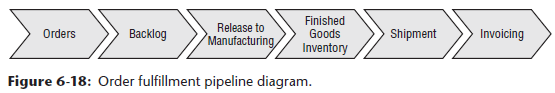 Orders
Backlog
Release to
Manufacturing
Finished
Goods
Inventory
Shipment
Invoicing
Figure 6-18: Order fulfillment pipeline diagram.